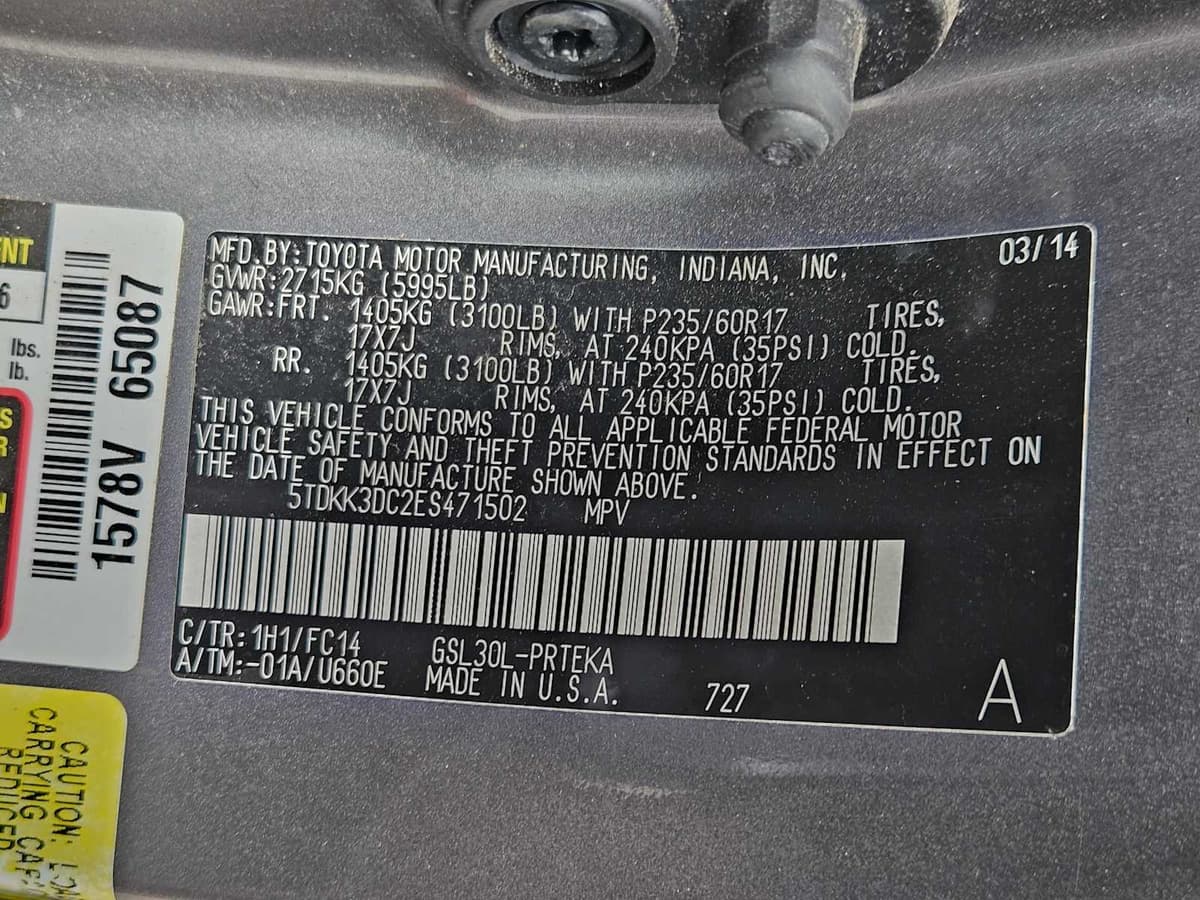 MFD.BY:TOYOTA MOTOR MANUFACTURING, INDIANA, INC. 03/14
GVWR:2715KG (5995LB)
GAWR:FRT. 1405KG (3100LB) WITH P235/60R17 TIRES,
17X7J RIMS, AT 240KPA (35PSI) COLD.
RR. 1405KG (3100LB) WITH P235/60R17 TIRES,
17X7J RIMS, AT 240KPA (35PSI) COLD.
THIS VEHICLE CONFORMS TO ALL APPLICABLE FEDERAL MOTOR
VEHICLE SAFETY AND THEFT PREVENTION STANDARDS IN EFFECT ON
THE DATE OF MANUFACTURE SHOWN ABOVE.
5TDKK3DC2ES471502 MPV
C/TR:1H1/FC14 GSL30L-PRTEKA
A/TM:-01A/U660E MADE IN U.S.A. 727 A
1578V 65087
lbs.
lb.
CAUTION:
CARRYING
REDUCED